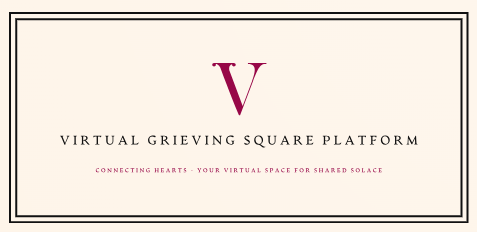 V
VIRTUAL GRIEVING SQUARE PLATFORM
CONNECTING HEARTS · YOUR VIRTUAL SPACE FOR SHARED SOLACE